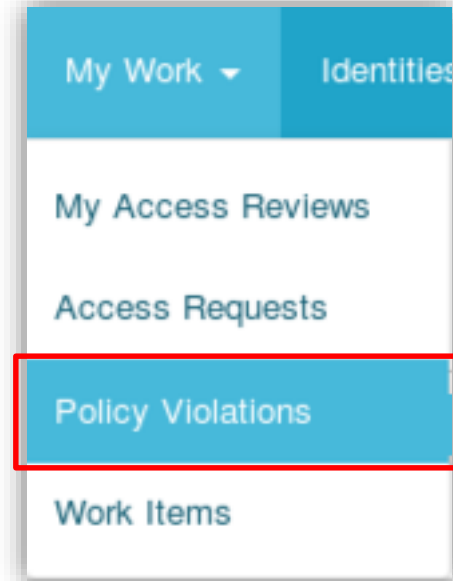 My Work Identities
My Access Reviews
Access Requests
Policy Violations
Work Items